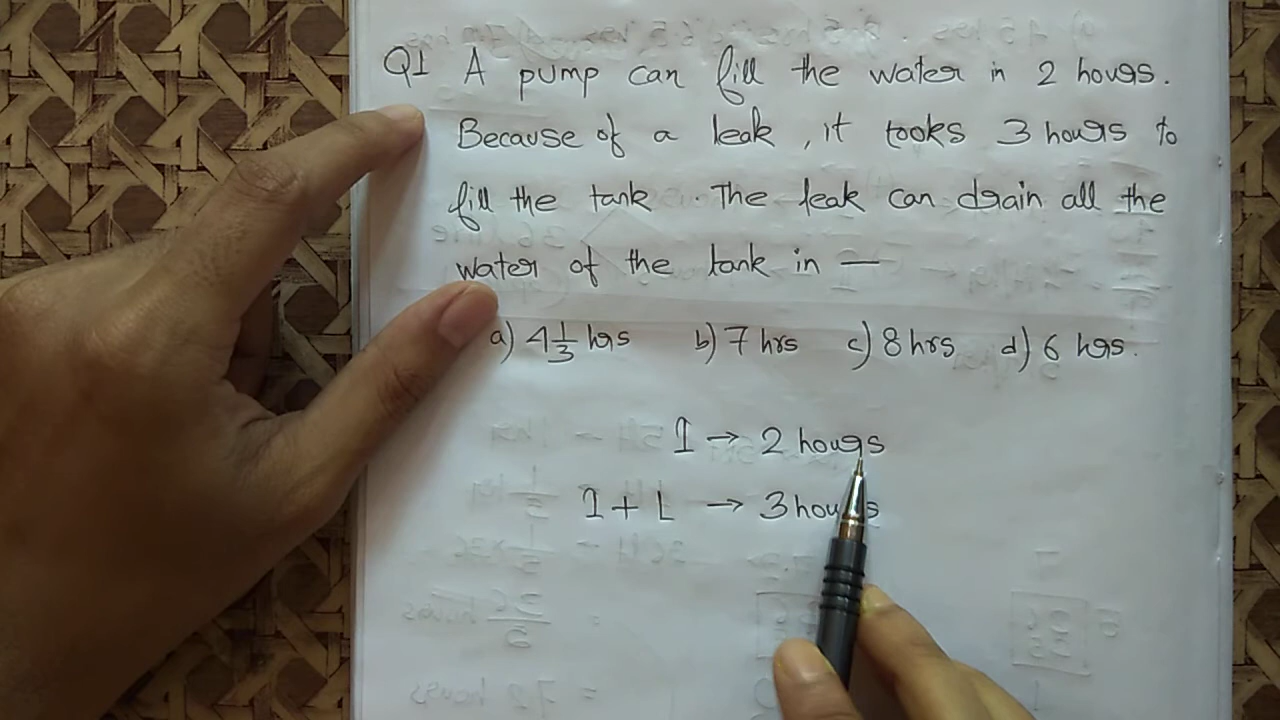 Q1 A pump can fill the water in 2 hours.
Because of a leak, it tooks 3 hours to
fill the tank. The leak can drain all the
water of the tank in —
a) 4 1/3 hrs b) 7 hrs c) 8 hrs d) 6 hrs.
I → 2 hours
I + L → 3 hours